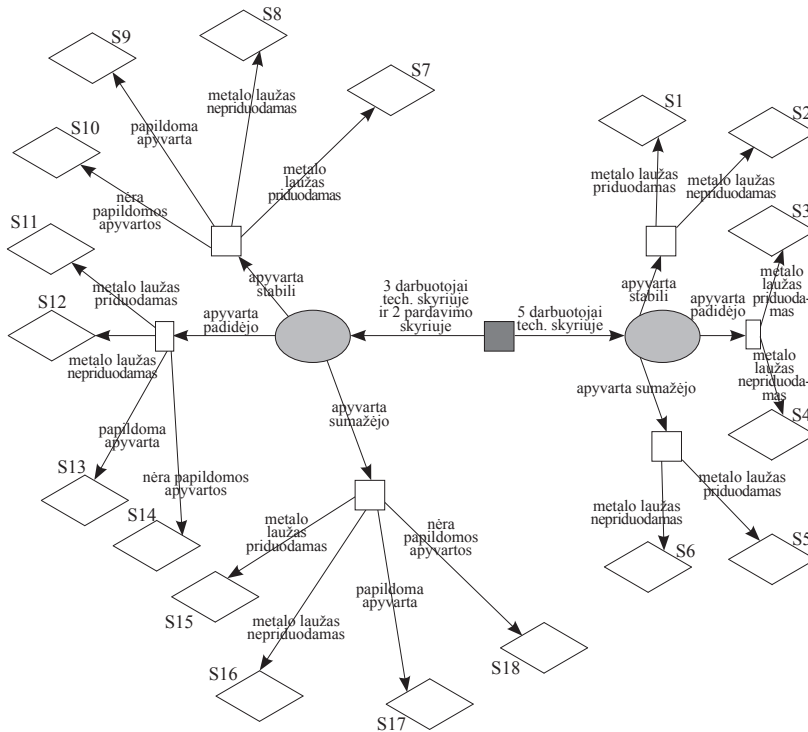 S8
S9
S7
metalo laužas
nepriduodamas
papildoma
apyvarta
S10
metalo
laužas
priduodamas
nėra
papildomos
apyvartos
S11
metalo laužas
priduodamas
S12
apyvarta
stabili
apyvarta
padidėjo
metalo laužas
nepriduodamas
papildoma
apyvarta
S13
nėra papildomos
apyvartos
S14
3 darbuotojai
tech. skyriuje
ir 2 pardavimo
skyriuje
5 darbuotojai
tech. skyriuje
apyvarta
sumažėjo
metalo
laužas
priduodamas
S15
metalo laužas
nepriduodamas
S16
papildoma
apyvarta
S17
nėra
papildomos
apyvartos
S18
S1
S2
metalo laužas
priduodamas
metalo laužas
nepriduodamas
S3
apyvarta
stabili
apyvarta
padidėjo
metalo
laužas
priduoda-
mas
metalo
laužas
nepriduoda-
mas
S4
apyvarta sumažėjo
metalo laužas
priduodamas
metalo laužas
nepriduodamas
S5
S6